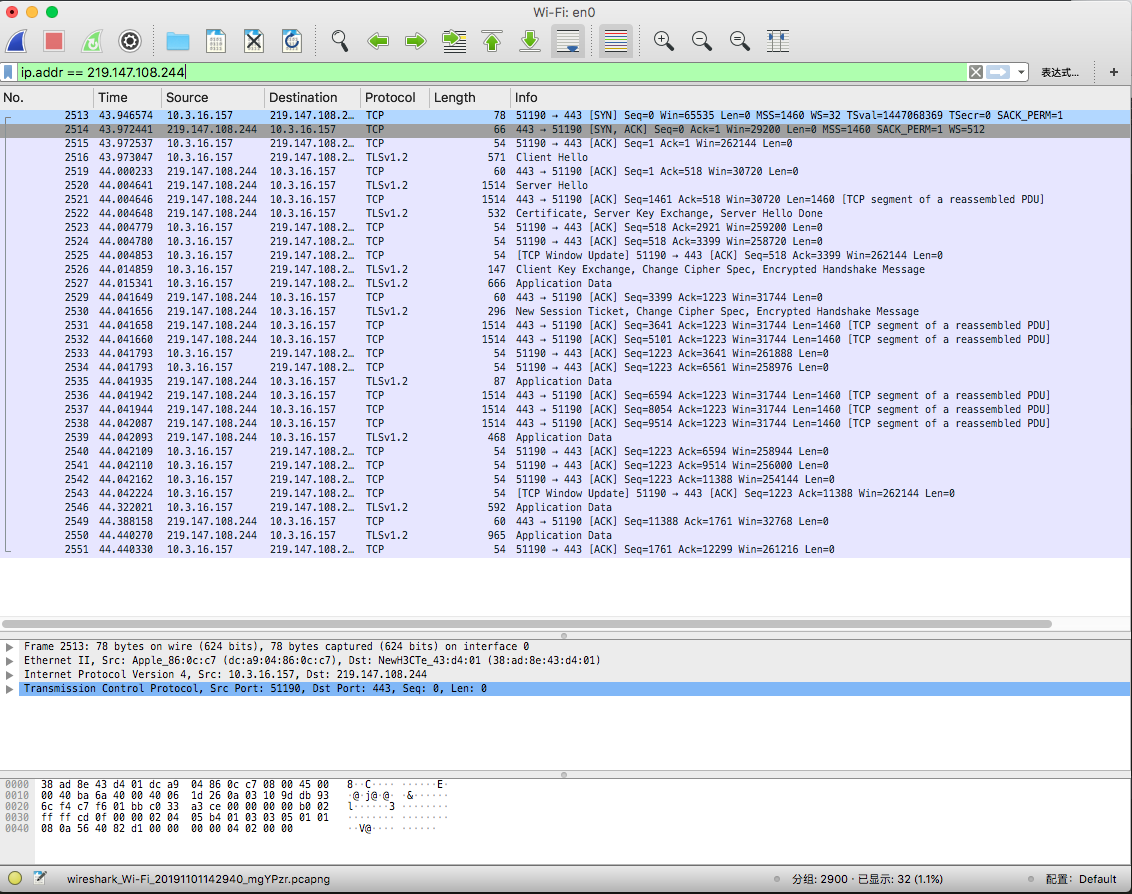 Wi-Fi: en0
ip.addr == 219.147.108.244 表达式... +
No. Time Source Destination Protocol Length Info
2513 43.946574 10.3.16.157 219.147.108.2… TCP 78 51190 → 443 [SYN] Seq=0 Win=65535 Len=0 MSS=1460 WS=32 TSval=1447068369 TSecr=0 SACK_PERM=1
2514 43.972441 219.147.108.244 10.3.16.157 TCP 66 443 → 51190 [SYN, ACK] Seq=0 Ack=1 Win=29200 Len=0 MSS=1460 SACK_PERM=1 WS=512
2515 43.972537 10.3.16.157 219.147.108.2… TCP 54 51190 → 443 [ACK] Seq=1 Ack=1 Win=262144 Len=0
2516 43.973047 10.3.16.157 219.147.108.2… TLSv1.2 571 Client Hello
2519 44.000233 219.147.108.244 10.3.16.157 TCP 60 443 → 51190 [ACK] Seq=1 Ack=518 Win=30720 Len=0
2520 44.004641 219.147.108.244 10.3.16.157 TLSv1.2 1514 Server Hello
2521 44.004646 219.147.108.244 10.3.16.157 TCP 1514 443 → 51190 [ACK] Seq=1461 Ack=518 Win=30720 Len=1460 [TCP segment of a reassembled PDU]
2522 44.004648 219.147.108.244 10.3.16.157 TLSv1.2 532 Certificate, Server Key Exchange, Server Hello Done
2523 44.004779 10.3.16.157 219.147.108.2… TCP 54 51190 → 443 [ACK] Seq=518 Ack=2921 Win=259200 Len=0
2524 44.004780 10.3.16.157 219.147.108.2… TCP 54 51190 → 443 [ACK] Seq=518 Ack=3399 Win=258720 Len=0
2525 44.004853 10.3.16.157 219.147.108.2… TCP 54 [TCP Window Update] 51190 → 443 [ACK] Seq=518 Ack=3399 Win=262144 Len=0
2526 44.014859 10.3.16.157 219.147.108.2… TLSv1.2 147 Client Key Exchange, Change Cipher Spec, Encrypted Handshake Message
2527 44.015341 10.3.16.157 219.147.108.2… TLSv1.2 666 Application Data
2529 44.041649 219.147.108.244 10.3.16.157 TCP 60 443 → 51190 [ACK] Seq=3399 Ack=1223 Win=31744 Len=0
2530 44.041656 219.147.108.244 10.3.16.157 TLSv1.2 296 New Session Ticket, Change Cipher Spec, Encrypted Handshake Message
2531 44.041658 219.147.108.244 10.3.16.157 TCP 1514 443 → 51190 [ACK] Seq=3641 Ack=1223 Win=31744 Len=1460 [TCP segment of a reassembled PDU]
2532 44.041660 219.147.108.244 10.3.16.157 TCP 1514 443 → 51190 [ACK] Seq=5101 Ack=1223 Win=31744 Len=1460 [TCP segment of a reassembled PDU]
2533 44.041793 10.3.16.157 219.147.108.2… TCP 54 51190 → 443 [ACK] Seq=1223 Ack=3641 Win=261888 Len=0
2534 44.041793 10.3.16.157 219.147.108.2… TCP 54 51190 → 443 [ACK] Seq=1223 Ack=6561 Win=258976 Len=0
2535 44.041935 219.147.108.244 10.3.16.157 TLSv1.2 87 Application Data
2536 44.041942 219.147.108.244 10.3.16.157 TCP 1514 443 → 51190 [ACK] Seq=6594 Ack=1223 Win=31744 Len=1460 [TCP segment of a reassembled PDU]
2537 44.041944 219.147.108.244 10.3.16.157 TCP 1514 443 → 51190 [ACK] Seq=8054 Ack=1223 Win=31744 Len=1460 [TCP segment of a reassembled PDU]
2538 44.042087 219.147.108.244 10.3.16.157 TCP 1514 443 → 51190 [ACK] Seq=9514 Ack=1223 Win=31744 Len=1460 [TCP segment of a reassembled PDU]
2539 44.042093 219.147.108.244 10.3.16.157 TLSv1.2 468 Application Data
2540 44.042109 10.3.16.157 219.147.108.2… TCP 54 51190 → 443 [ACK] Seq=1223 Ack=6594 Win=258944 Len=0
2541 44.042110 10.3.16.157 219.147.108.2… TCP 54 51190 → 443 [ACK] Seq=1223 Ack=9514 Win=256000 Len=0
2542 44.042162 10.3.16.157 219.147.108.2… TCP 54 51190 → 443 [ACK] Seq=1223 Ack=11388 Win=254144 Len=0
2543 44.042224 10.3.16.157 219.147.108.2… TCP 54 [TCP Window Update] 51190 → 443 [ACK] Seq=1223 Ack=11388 Win=262144 Len=0
2546 44.322021 10.3.16.157 219.147.108.2… TLSv1.2 592 Application Data
2549 44.388158 219.147.108.244 10.3.16.157 TCP 60 443 → 51190 [ACK] Seq=11388 Ack=1761 Win=32768 Len=0
2550 44.440270 219.147.108.244 10.3.16.157 TLSv1.2 965 Application Data
2551 44.440330 10.3.16.157 219.147.108.2… TCP 54 51190 → 443 [ACK] Seq=1761 Ack=12299 Win=261216 Len=0
Frame 2513: 78 bytes on wire (624 bits), 78 bytes captured (624 bits) on interface 0
Ethernet II, Src: Apple_86:0c:c7 (dc:a9:04:86:0c:c7), Dst: NewH3CTe_43:d4:01 (38:ad:8e:43:d4:01)
Internet Protocol Version 4, Src: 10.3.16.157, Dst: 219.147.108.244
Transmission Control Protocol, Src Port: 51190, Dst Port: 443, Seq: 0, Len: 0
0000 38 ad 8e 43 d4 01 dc a9 04 86 0c c7 08 00 45 00 8··C···· ······E·
0010 00 40 ba 6a 40 00 40 06 1d 26 0a 03 10 9d db 93 ·@·j@·@· ·&······
0020 6c f4 c7 f6 01 bb c0 33 a3 ce 00 00 00 00 b0 02 l······3 ········
0030 ff ff cd 0f 00 00 02 04 05 b4 01 03 03 05 01 01 ········ ········
0040 08 0a 56 40 82 d1 00 00 00 00 04 02 00 00 ··V@···· ······
wireshark_Wi-Fi_20191101142940_mgYPzr.pcapng 分组: 2900 · 已显示: 32 (1.1%) 配置: Default